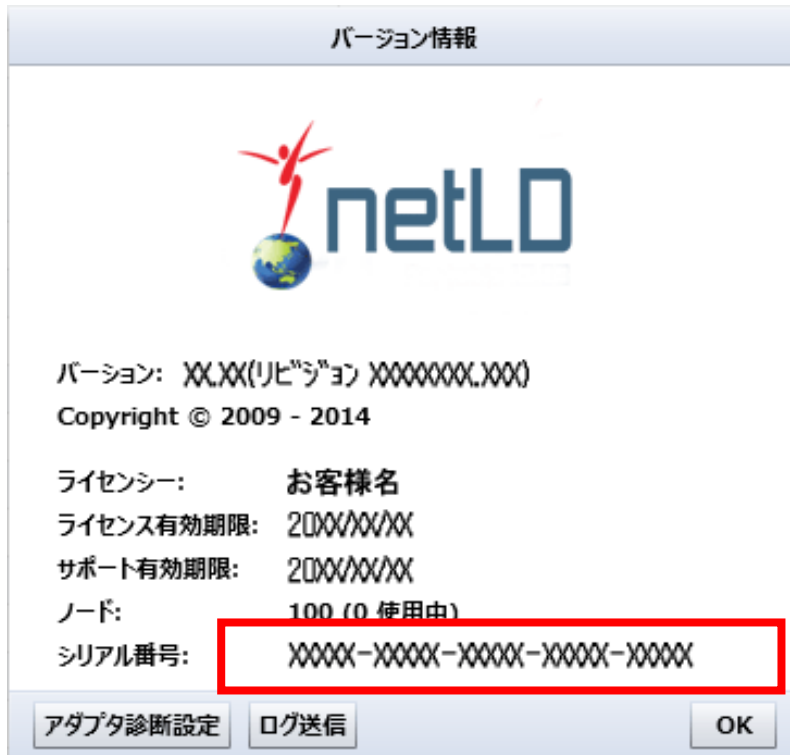 バージョン情報
netLD
バーション: XX.XX(リビジョン XXXXXXXX.XXX)
Copyright © 2009 - 2014
ライセンシー: お客様名
ライセンス有効期限: 20XX/XX/XX
サポート有効期限: 20XX/XX/XX
ノード: 100 (0 使用中)
シリアル番号: XXXXX-XXXXX-XXXXX-XXXXX-XXXXX
アダプタ診断設定 ログ送信 OK